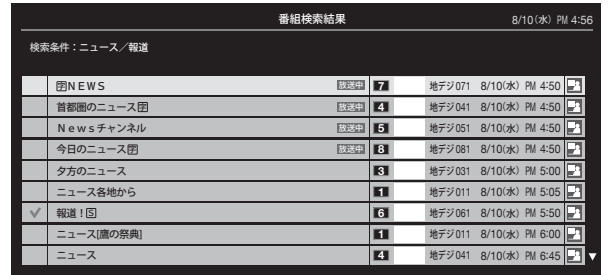 番組検索結果 8/10(水) PM 4:56
検索条件：ニュース／報道
字NEWS 放送中 7 地デジ071 8/10(水) PM 4:50
首都圏のニュース字 放送中 4 地デジ041 8/10(水) PM 4:50
Newsチャンネル 放送中 5 地デジ051 8/10(水) PM 4:50
今日のニュース字 放送中 8 地デジ081 8/10(水) PM 4:50
夕方のニュース 3 地デジ031 8/10(水) PM 5:00
ニュース各地から 1 地デジ011 8/10(水) PM 5:05
報道！S 6 地デジ061 8/10(水) PM 5:50
ニュース[鷹の祭典] 1 地デジ011 8/10(水) PM 6:00
ニュース 4 地デジ041 8/10(水) PM 6:45